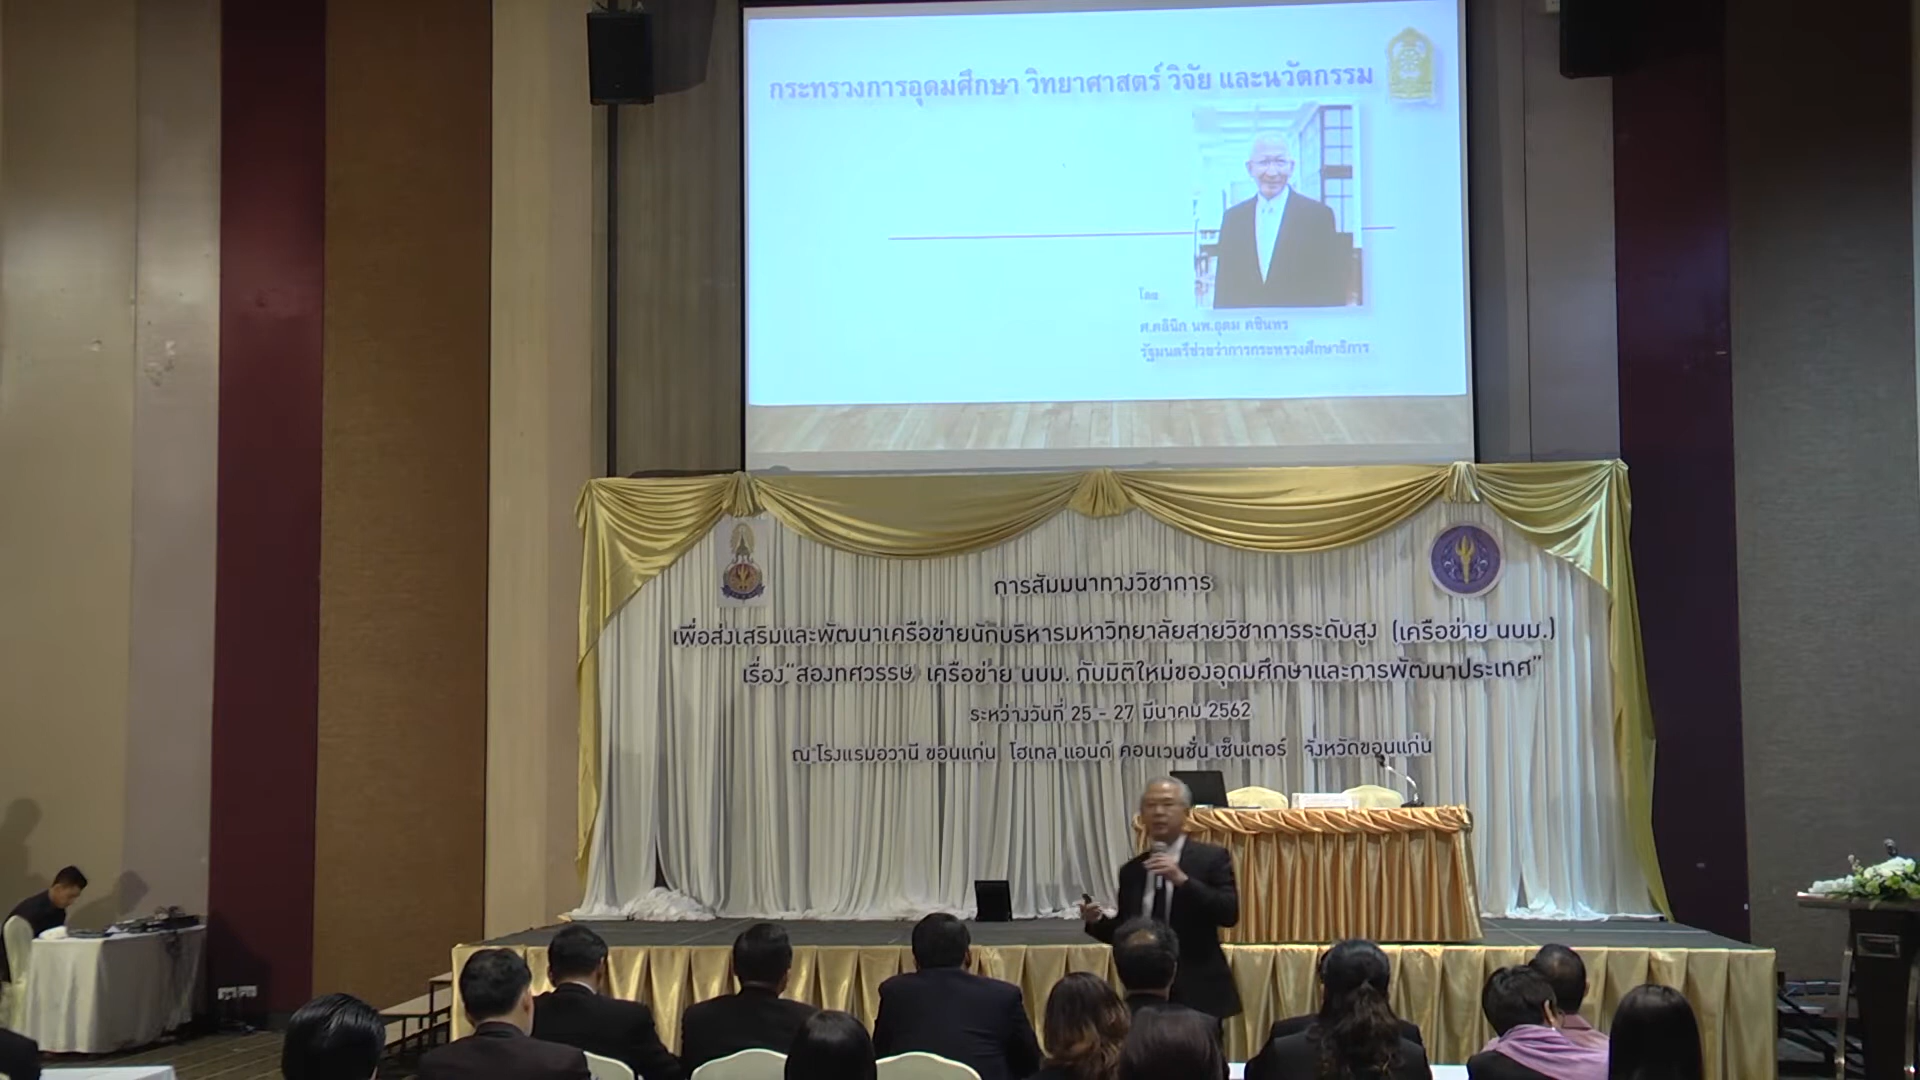 กระทรวงการอุดมศึกษา วิทยาศาสตร์ วิจัย และนวัตกรรม
โดย
ศ.คลินิก นพ.อุดม คชินทร
รัฐมนตรีช่วยว่าการกระทรวงศึกษาธิการ
การสัมมนาทางวิชาการ
เพื่อส่งเสริมและพัฒนาเครือข่ายนักบริหารมหาวิทยาลัยสายวิชาการระดับสูง (เครือข่าย นบม.)
เรื่อง“สองทศวรรษ เครือข่าย นบม. กับมิติใหม่ของอุดมศึกษาและการพัฒนาประเทศ”
ระหว่างวันที่ 25 - 27 มีนาคม 2562
ณ โรงแรมอวานี ขอนแก่น โฮเทล แอนด์ คอนเวนชั่น เซ็นเตอร์ จังหวัดขอนแก่น